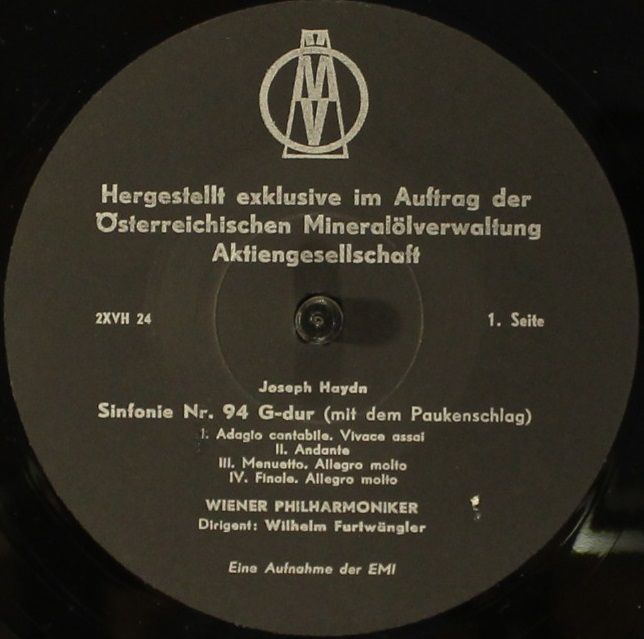 MV
Hergestellt exklusive im Auftrag der
Österreichischen Mineralölverwaltung
Aktiengesellschaft
2XVH 24
1. Seite
Joseph Haydn
Sinfonie Nr. 94 G-dur (mit dem Paukenschlag)
I. Adagio cantabile. Vivace assai
II. Andante
III. Menuetto. Allegro molto
IV. Finale. Allegro molto
WIENER PHILHARMONIKER
Dirigent: Wilhelm Furtwängler
Eine Aufnahme der EMI